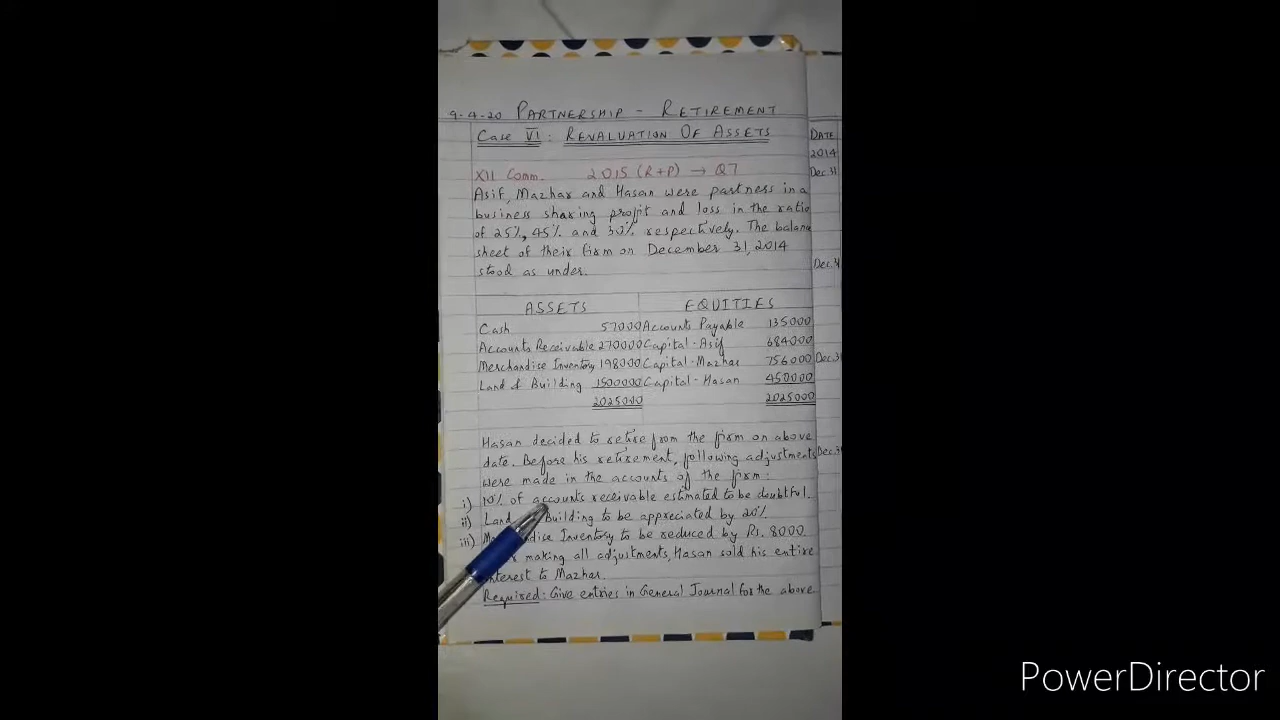 9-4-20 PARTNERSHIP - RETIREMENT
Case VI: REVALUATION OF ASSETS
XII Comm. 2015 (R+P) → Q7
Asif, Mazhar and Hasan were partners in a
business sharing profit and loss in the ratio
of 25%, 45% and 30% respectively. The balan
sheet of their firm on December 31, 2014
stood as under.
ASSETS EQUITIES
Cash 57000 Accounts Payable 135000
Accounts Receivable 270000 Capital-Asif 684000
Merchandise Inventory 198000 Capital-Mazhar 756000
Land & Building 1500000 Capital-Hasan 450000
2025000 2025000
Hasan decided to retire from the firm on above
date. Before his retirement, following adjustments
were made in the accounts of the firm:
i) 10% of accounts receivable estimated to be doubtful.
ii) Land Building to be appreciated by 20%
iii) Inventory to be reduced by Rs. 8000
making all adjustments, Hasan sold his entire
interest to Mazhar.
Required: Give entries in General Journal for the above
DATE
2014
Dec.31
Dec.31
Dec.31
Dec.31
PowerDirector